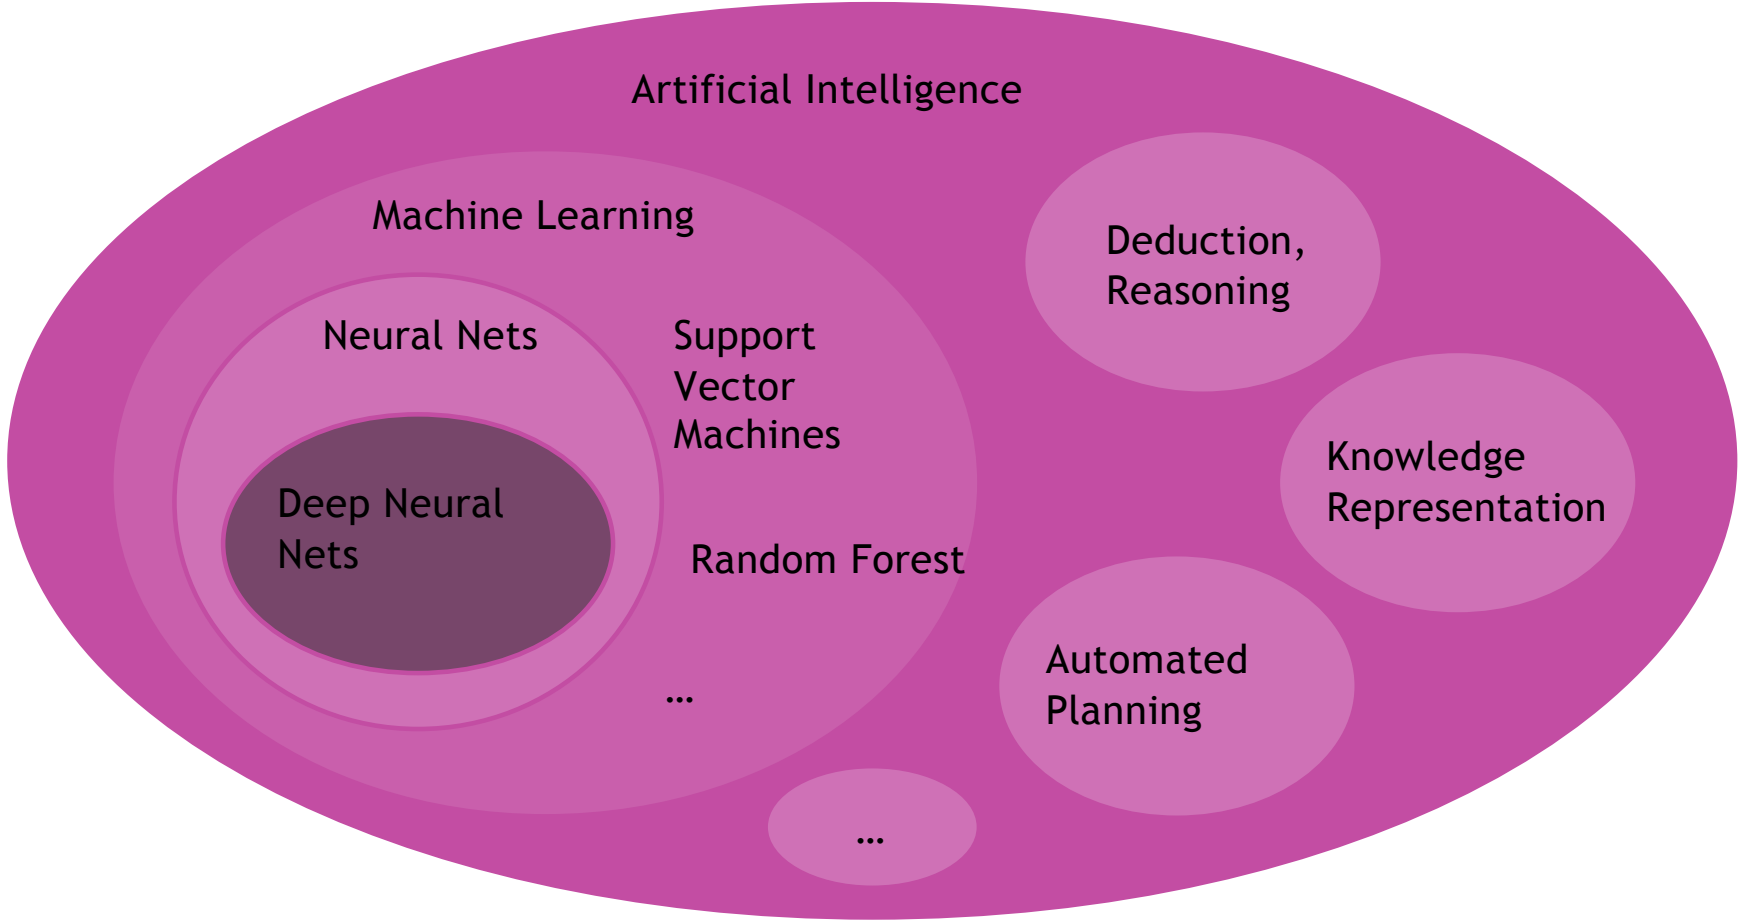 Artificial Intelligence
Machine Learning
Neural Nets
Deep Neural
Nets
Support
Vector
Machines
Random Forest
...
Deduction,
Reasoning
Knowledge
Representation
Automated
Planning
...